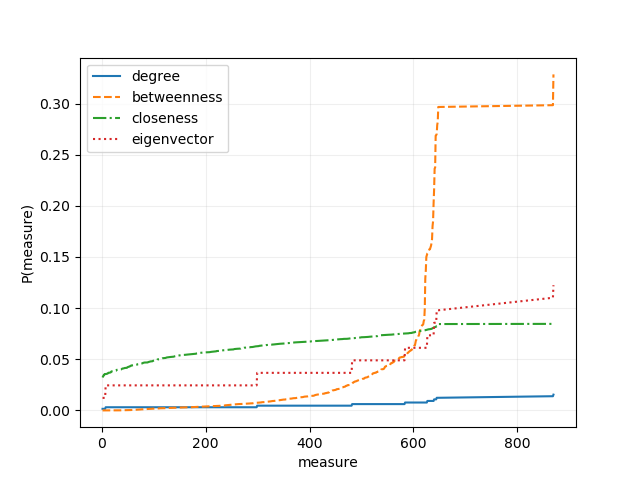 degree
betweenness
closeness
eigenvector
0.30
0.25
0.20
0.15
0.10
0.05
0.00
P(measure)
0 200 400 600 800
measure